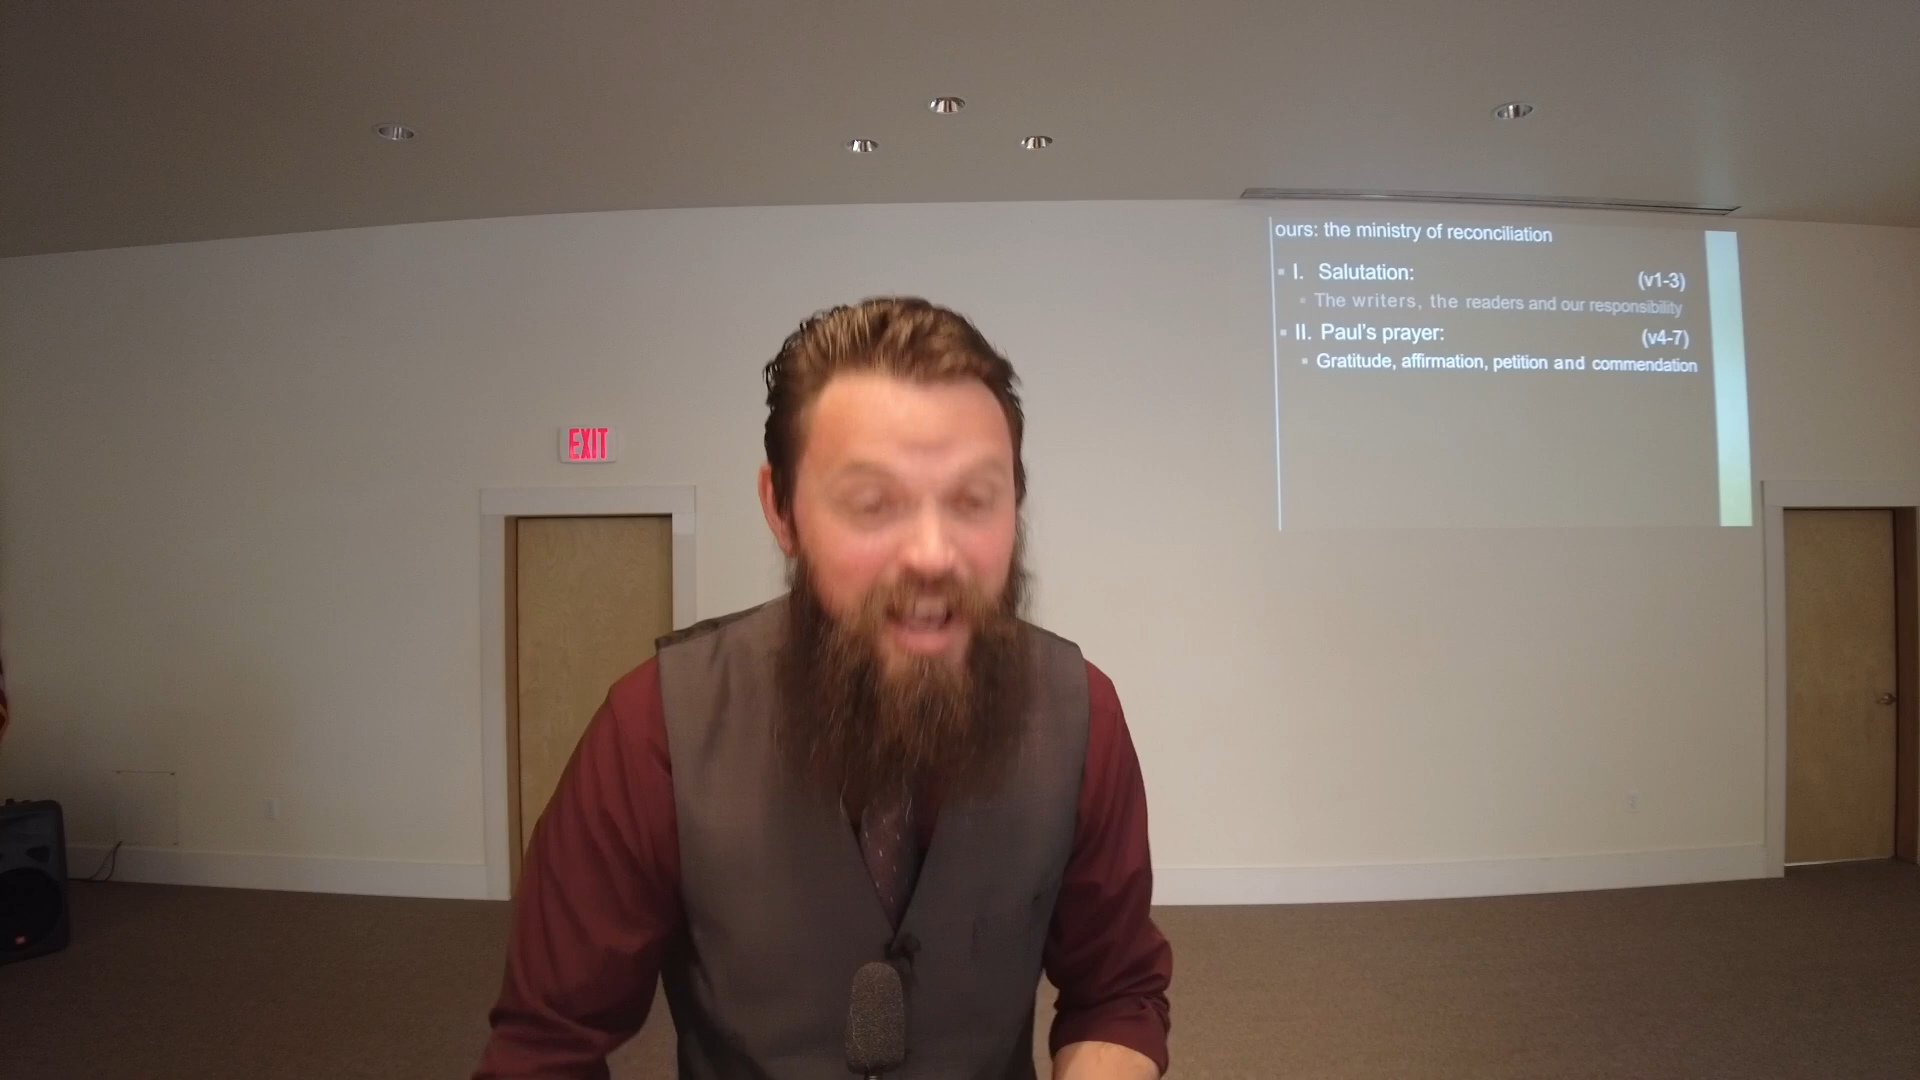 EXIT
ours: the ministry of reconciliation
▪ I. Salutation: (v1-3)
▪ The writers, the readers and our responsibility
▪ II. Paul's prayer: (v4-7)
▪ Gratitude, affirmation, petition and commendation